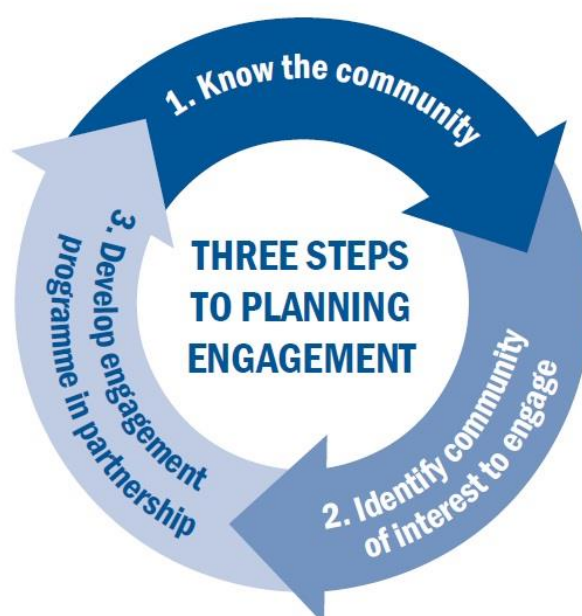 THREE STEPS
TO PLANNING
ENGAGEMENT
1. Know the community
2. Identify community
of interest to engage
3. Develop engagement
programme in partnership